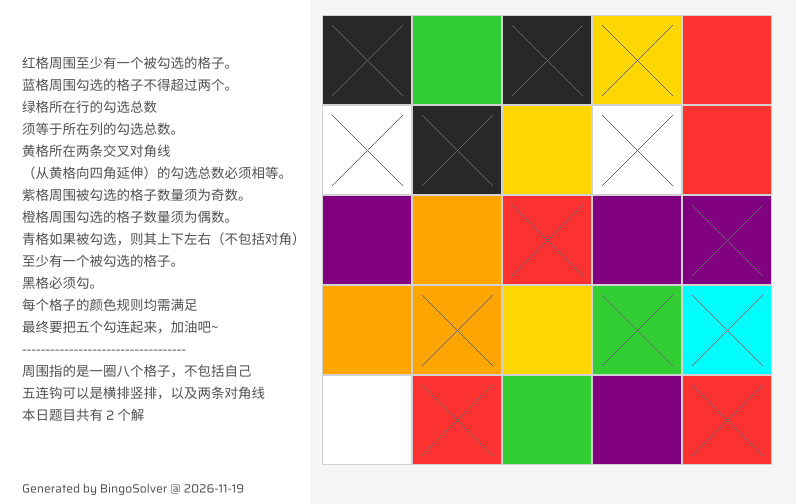 红格周围至少有一个被勾选的格子。
蓝格周围勾选的格子不得超过两个。
绿格所在行的勾选总数
须等于所在列的勾选总数。
黄格所在两条交叉对角线
（从黄格向四角延伸）的勾选总数必须相等。
紫格周围被勾选的格子数量须为奇数。
橙格周围勾选的格子数量须为偶数。
青格如果被勾选，则其上下左右（不包括对角）
至少有一个被勾选的格子。
黑格必须勾。
每个格子的颜色规则均需满足
最终要把五个勾连起来，加油吧~
-----------------------------------
周围指的是一圈八个格子，不包括自己
五连钩可以是横排竖排，以及两条对角线
本日题目共有 2 个解
Generated by BingoSolver @ 2026-11-19